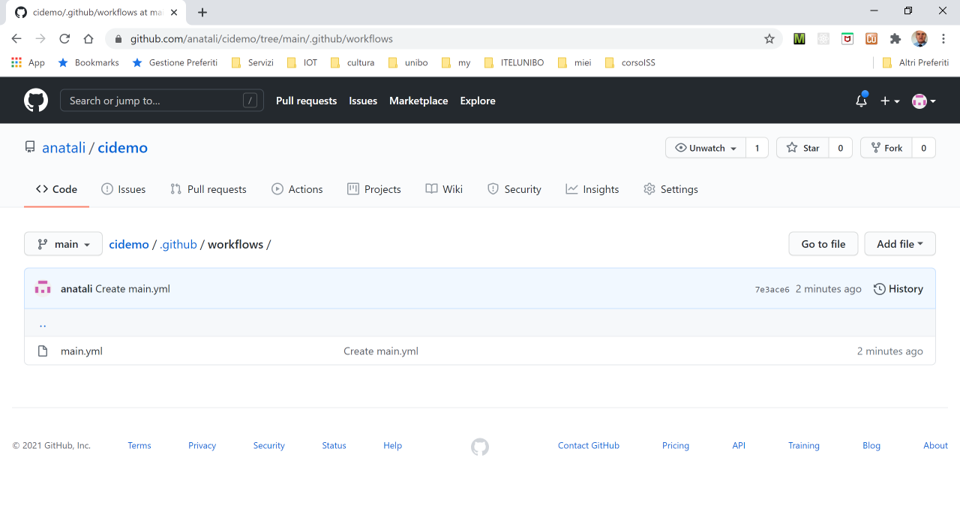 cidemo/.github/workflows at ma
github.com/anatali/cidemo/tree/main/.github/workflows
App Bookmarks Gestione Preferiti Servizi IOT cultura unibo my ITELUNIBO miei corsoISS Altri Preferiti
Search or jump to... / Pull requests Issues Marketplace Explore
anatali / cidemo Unwatch 1 Star 0 Fork 0
Code Issues Pull requests Actions Projects Wiki Security Insights Settings
main cidemo / .github / workflows / Go to file Add file
anatali Create main.yml 7e3ace6 2 minutes ago History
..
main.yml Create main.yml 2 minutes ago
© 2021 GitHub, Inc. Terms Privacy Security Status Help Contact GitHub Pricing API Training Blog About